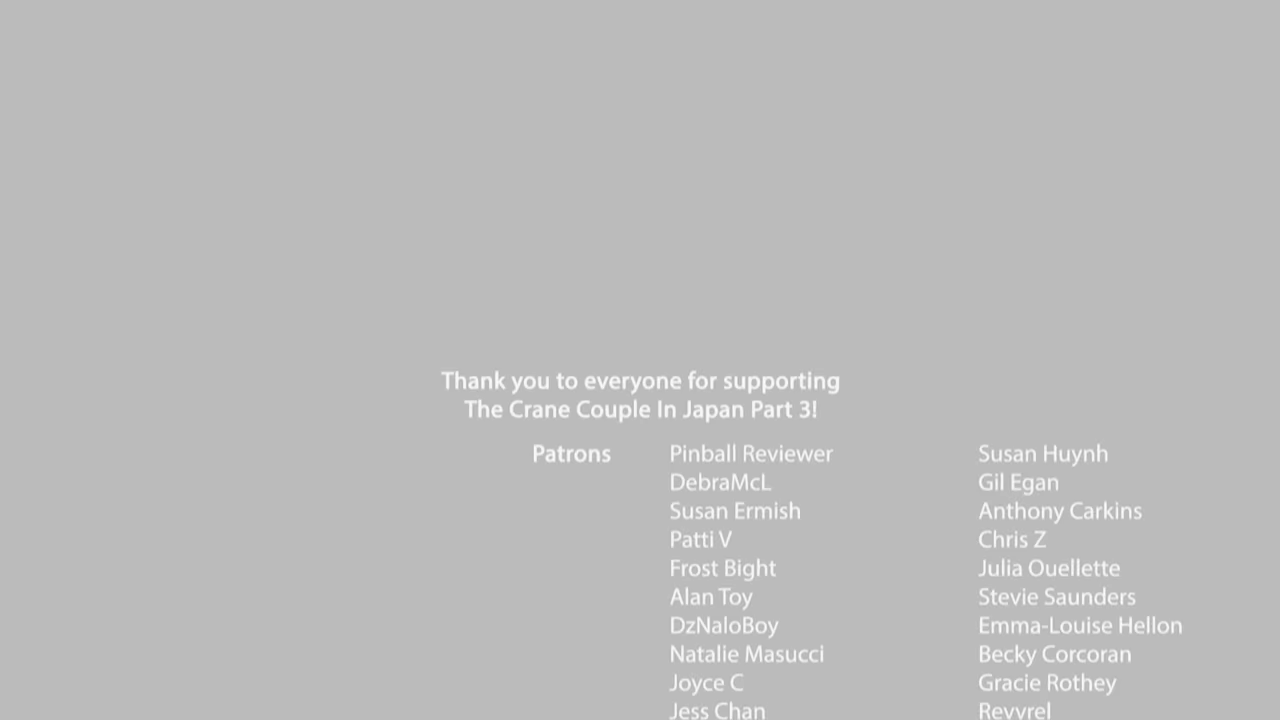 Thank you to everyone for supporting
The Crane Couple In Japan Part 3!
Patrons Pinball Reviewer Susan Huynh
DebraMcL Gil Egan
Susan Ermish Anthony Carkins
Patti V Chris Z
Frost Bight Julia Ouellette
Alan Toy Stevie Saunders
DzNaloBoy Emma-Louise Hellon
Natalie Masucci Becky Corcoran
Joyce C Gracie Rothey
Jess Chan Revyrel